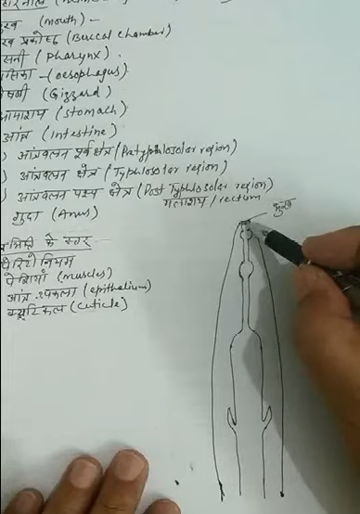 (mouth) -
प्रकोष्ठ (Buccal chamber)
(Pharynx).
-(oesophagus)
(Gizzard)
आमाशय (stomach)
आंत्र (Intestine)
) आंत्रवलन पूर्व क्षेत्र (Pretyphlosolar region)
) आंत्रवलन क्षेत्र (Typhlosolar region)
) आंत्रवलन पश्च क्षेत्र (Post Typhlosolar region)
मलाशय/rectum
गुदा (Anus)
मुख
के स्तर -
पेशियाँ (muscles)
आंत्र उपकला (epithelium)
क्यूटिकल (cuticle)